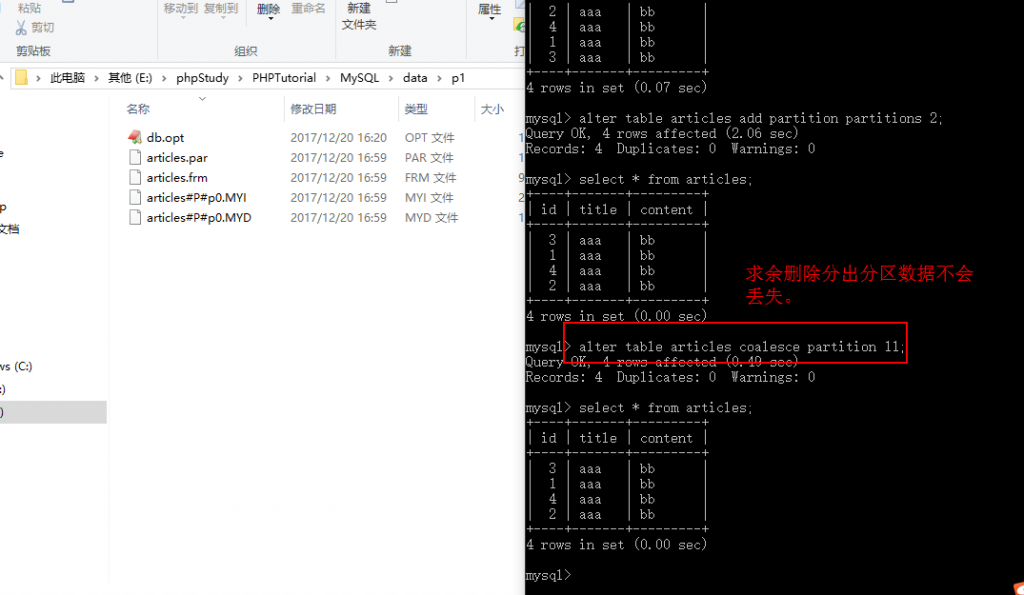 粘贴
剪切
剪贴板
移动到 复制到
删除 重命名
组织
新建
文件夹
新建
属性
打
此电脑 › 其他 (E:) › phpStudy › PHPTutorial › MySQL › data › p1
名称 修改日期 类型 大小
db.opt 2017/12/20 16:20 OPT 文件
articles.par 2017/12/20 16:59 PAR 文件
articles.frm 2017/12/20 16:59 FRM 文件
articles#P#p0.MYI 2017/12/20 16:59 MYI 文件
articles#P#p0.MYD 2017/12/20 16:59 MYD 文件
文档
ws (C:)
| 2 | aaa | bb |
| 4 | aaa | bb |
| 1 | aaa | bb |
| 3 | aaa | bb |
+----+-------+---------+
4 rows in set (0.07 sec)
mysql> alter table articles add partition partitions 2;
Query OK, 4 rows affected (2.06 sec)
Records: 4 Duplicates: 0 Warnings: 0
mysql> select * from articles;
+----+-------+---------+
| id | title | content |
+----+-------+---------+
| 3 | aaa | bb |
| 1 | aaa | bb |
| 4 | aaa | bb |
| 2 | aaa | bb |
+----+-------+---------+
4 rows in set (0.00 sec)
求余删除分出分区数据不会
丢失。
mysql> alter table articles coalesce partition 11;
Query OK, 4 rows affected (0.49 sec)
Records: 4 Duplicates: 0 Warnings: 0
mysql> select * from articles;
+----+-------+---------+
| id | title | content |
+----+-------+---------+
| 3 | aaa | bb |
| 1 | aaa | bb |
| 4 | aaa | bb |
| 2 | aaa | bb |
+----+-------+---------+
4 rows in set (0.00 sec)
mysql>